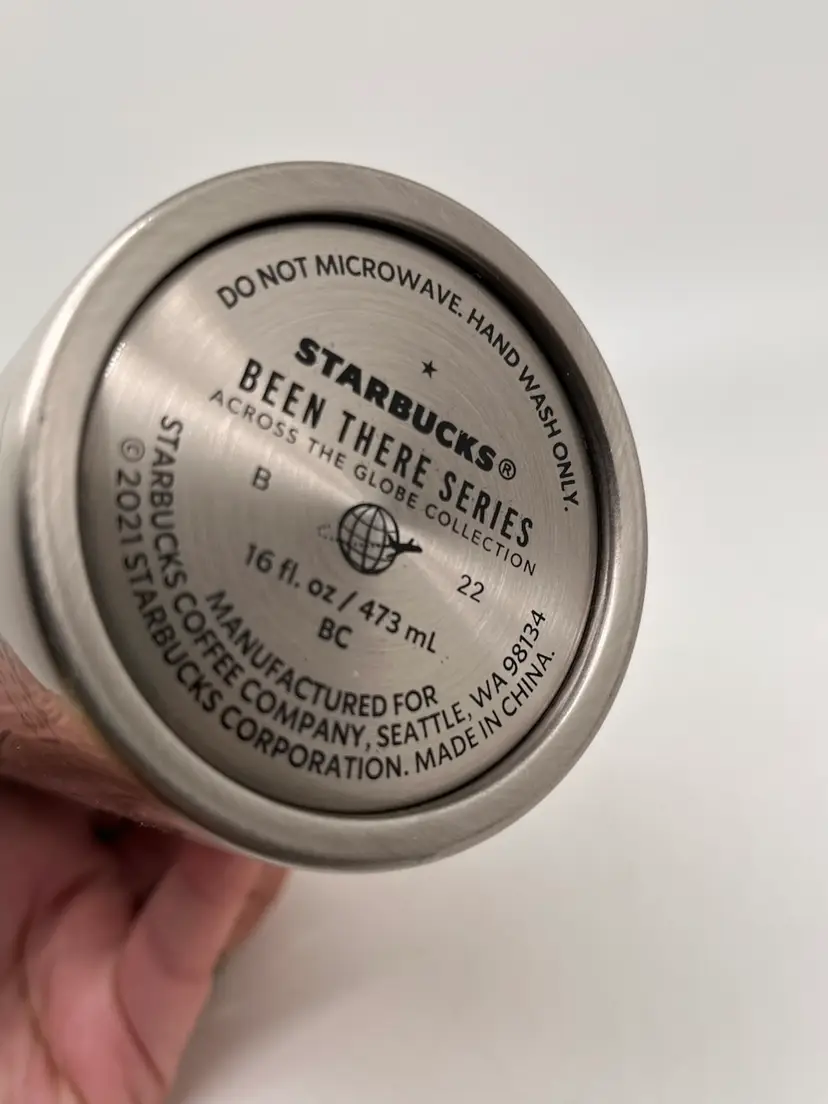 DO NOT MICROWAVE. HAND WASH ONLY.
STARBUCKS®
BEEN THERE SERIES
ACROSS THE GLOBE COLLECTION
B
22
16 fl. oz / 473 mL
BC
MANUFACTURED FOR
STARBUCKS COFFEE COMPANY, SEATTLE, WA 98134
© 2021 STARBUCKS CORPORATION. MADE IN CHINA.